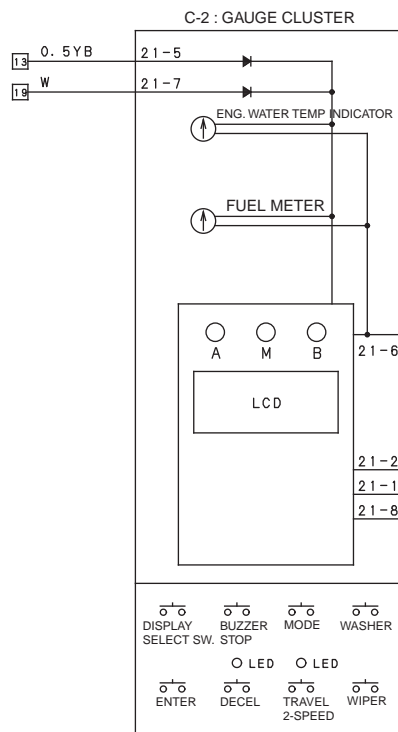 C-2 : GAUGE CLUSTER
13 0.5YB 21-5
19 W 21-7
ENG. WATER TEMP INDICATOR
FUEL METER
A M B
21-6
LCD
21-2
21-1
21-8
DISPLAY SELECT SW.
BUZZER STOP
MODE
WASHER
LED LED
ENTER
DECEL
TRAVEL 2-SPEED
WIPER